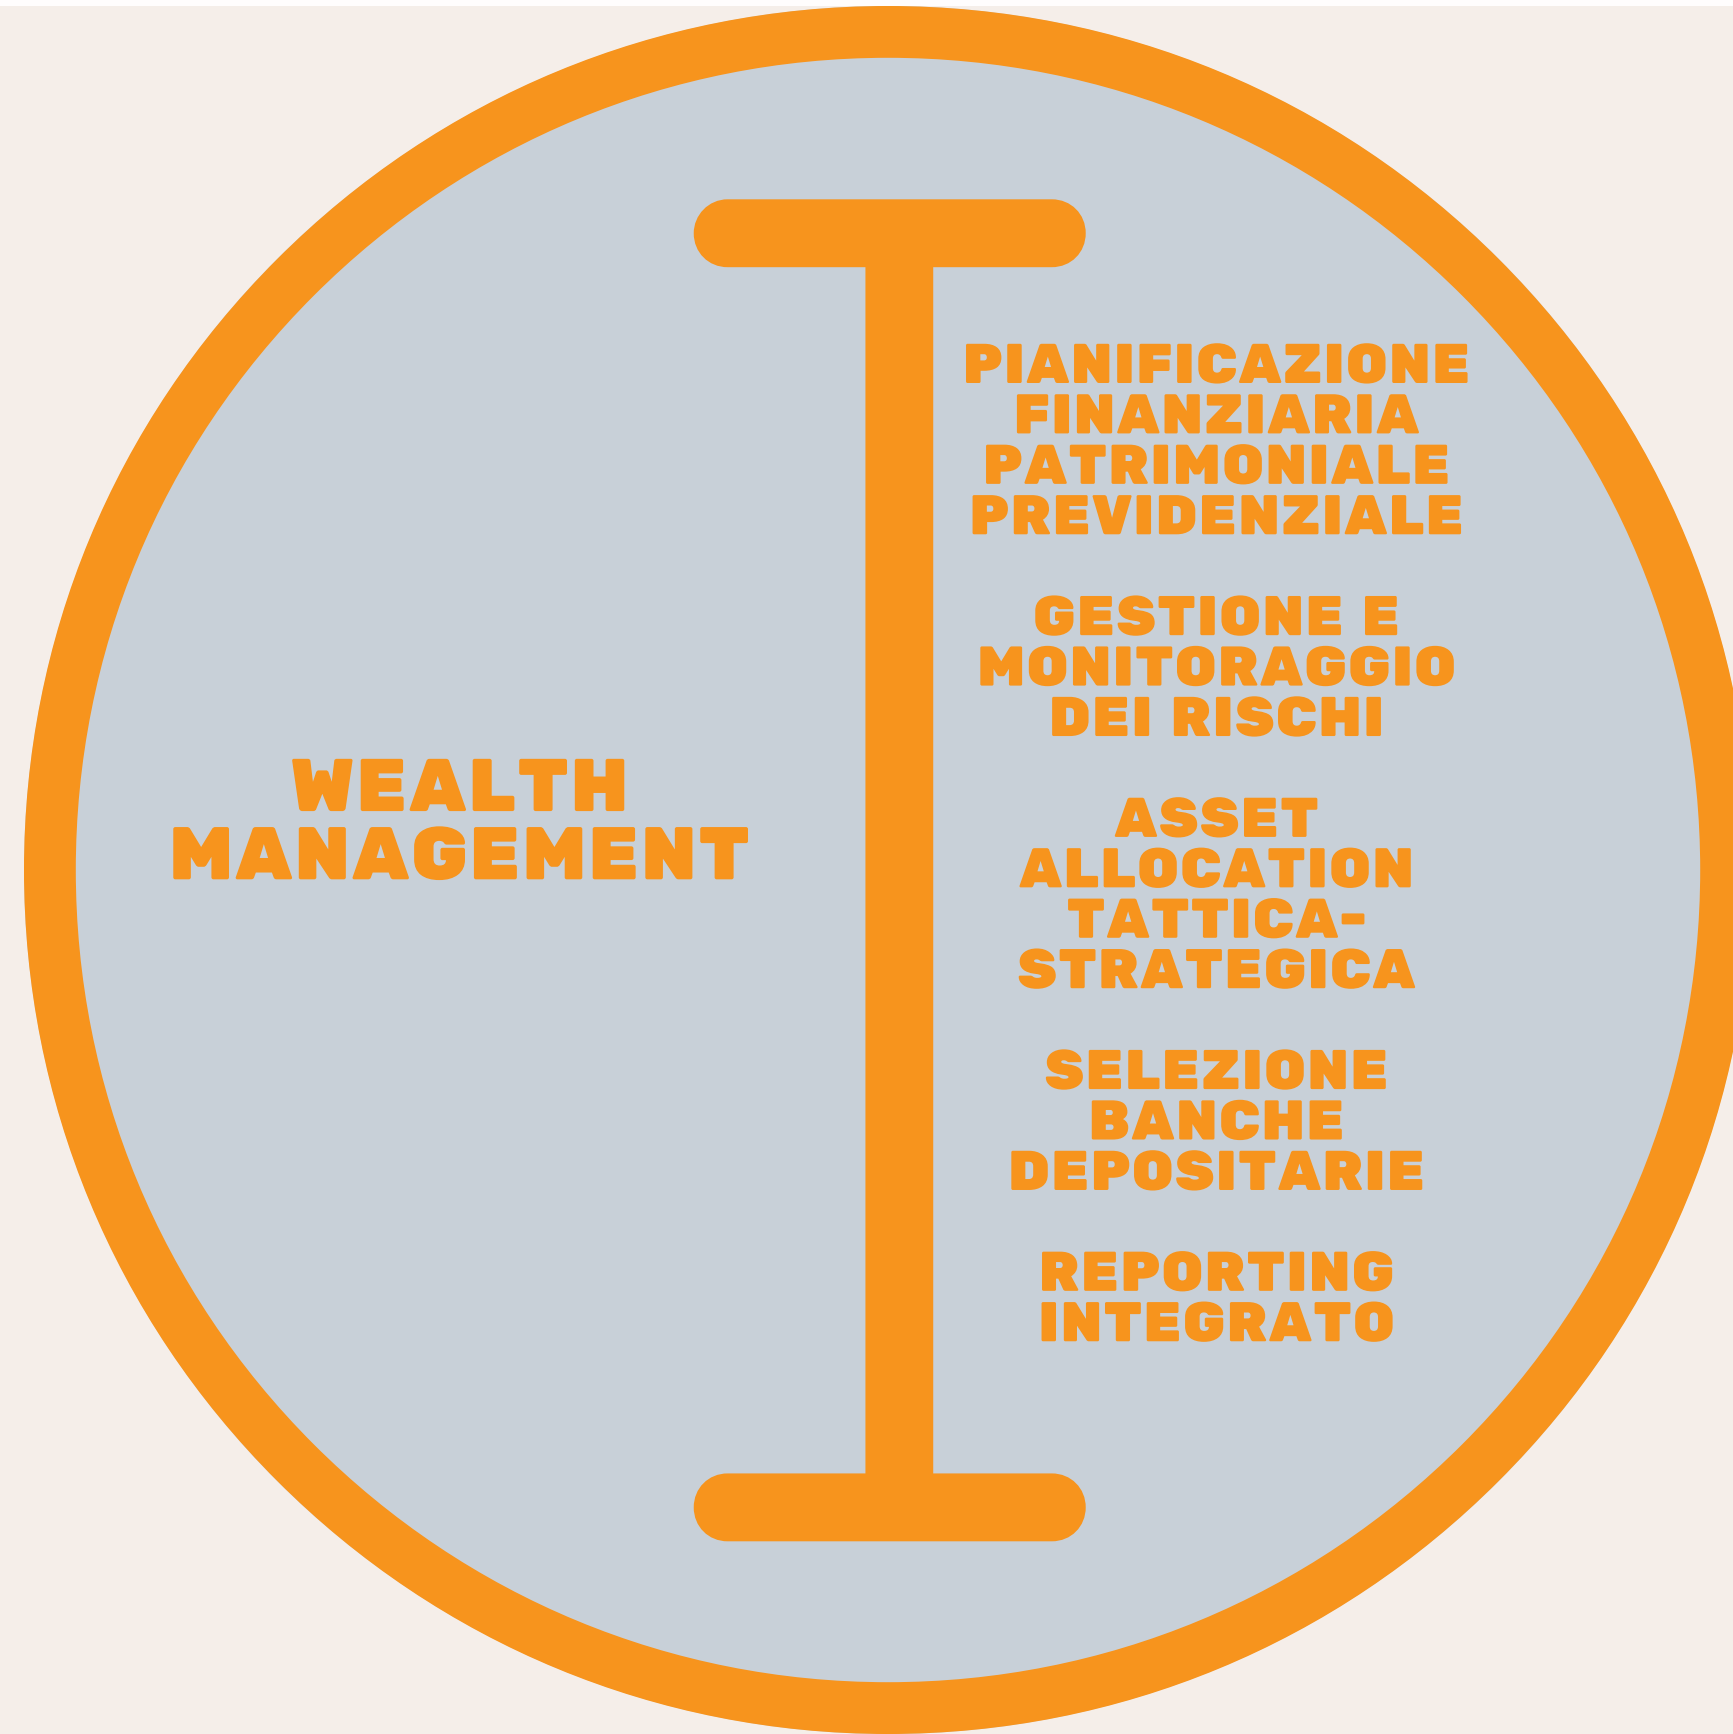 WEALTH
MANAGEMENT
PIANIFICAZIONE
FINANZIARIA
PATRIMONIALE
PREVIDENZIALE
GESTIONE E
MONITORAGGIO
DEI RISCHI
ASSET
ALLOCATION
TATTICA-
STRATEGICA
SELEZIONE
BANCHE
DEPOSITARIE
REPORTING
INTEGRATO